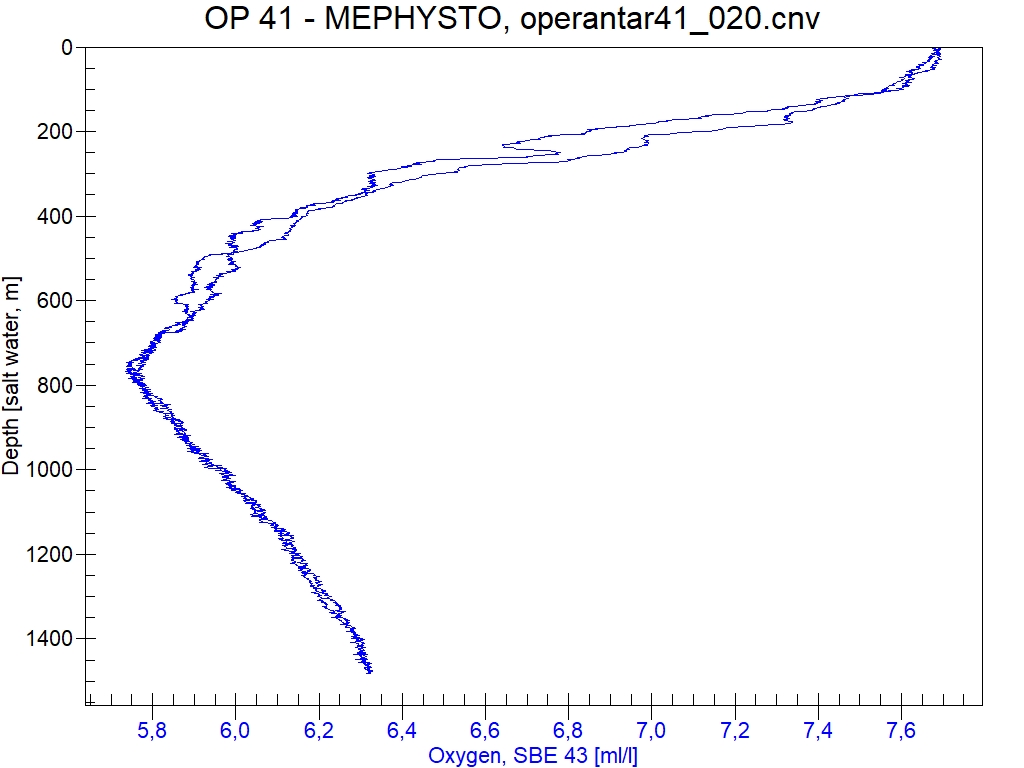 OP 41 - MEPHYSTO, operantar41_020.cnv
0
200
400
600
800
1000
1200
1400
Depth [salt water, m]
5,8 6,0 6,2 6,4 6,6 6,8 7,0 7,2 7,4 7,6
Oxygen, SBE 43 [ml/l]